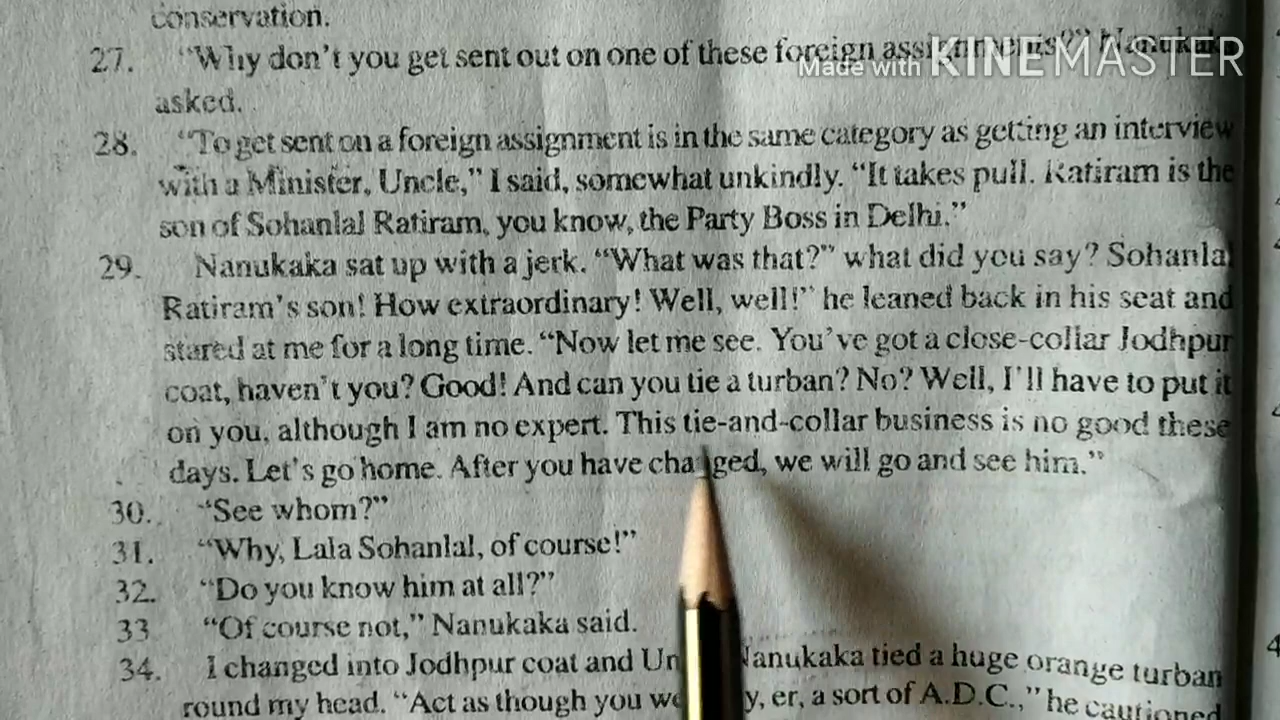 conservation.
27. "Why don't you get sent out on one of these foreign assignments?" Nanukaka
Made with KINEMASTER
asked.
28. "To get sent on a foreign assignment is in the same category as getting an interview
with a Minister, Uncle," I said, somewhat unkindly. "It takes pull. Ratiram is the
son of Sohanlal Ratiram, you know, the Party Boss in Delhi."
29. Nanukaka sat up with a jerk. "What was that?" what did you say? Sohanlal
Ratiram's son! How extraordinary! Well, well!" he leaned back in his seat and
stared at me for a long time. "Now let me see. You've got a close-collar Jodhpur
coat, haven't you? Good! And can you tie a turban? No? Well, I'll have to put it
on you, although I am no expert. This tie-and-collar business is no good these
days. Let's go home. After you have changed, we will go and see him."
30. "See whom?"
31. "Why, Lala Sohanlal, of course!"
32. "Do you know him at all?"
33 "Of course not," Nanukaka said.
34. I changed into Jodhpur coat and Nanukaka tied a huge orange turban
round my head. "Act as though you er, a sort of A.D.C.," he cautioned